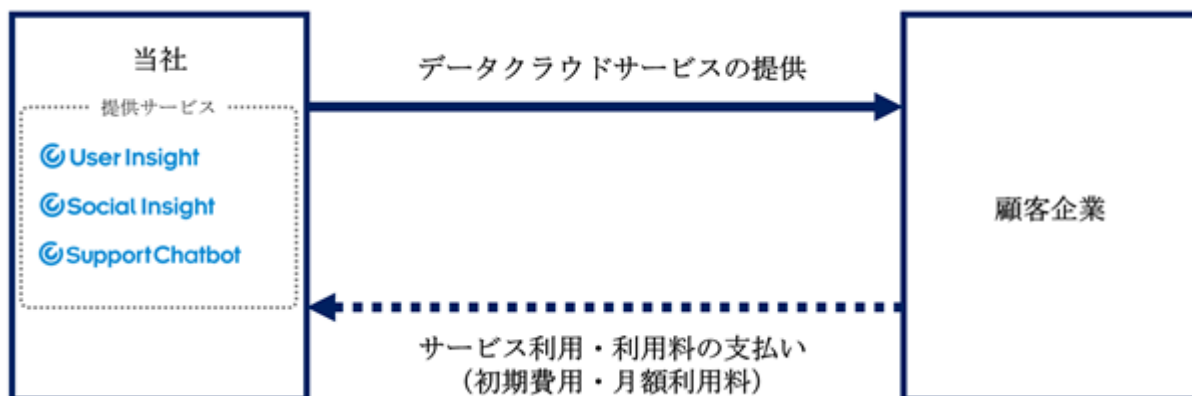 当社
データクラウドサービスの提供
提供サービス
User Insight
Social Insight
Support Chatbot
顧客企業
サービス利用・利用料の支払い
（初期費用・月額利用料）